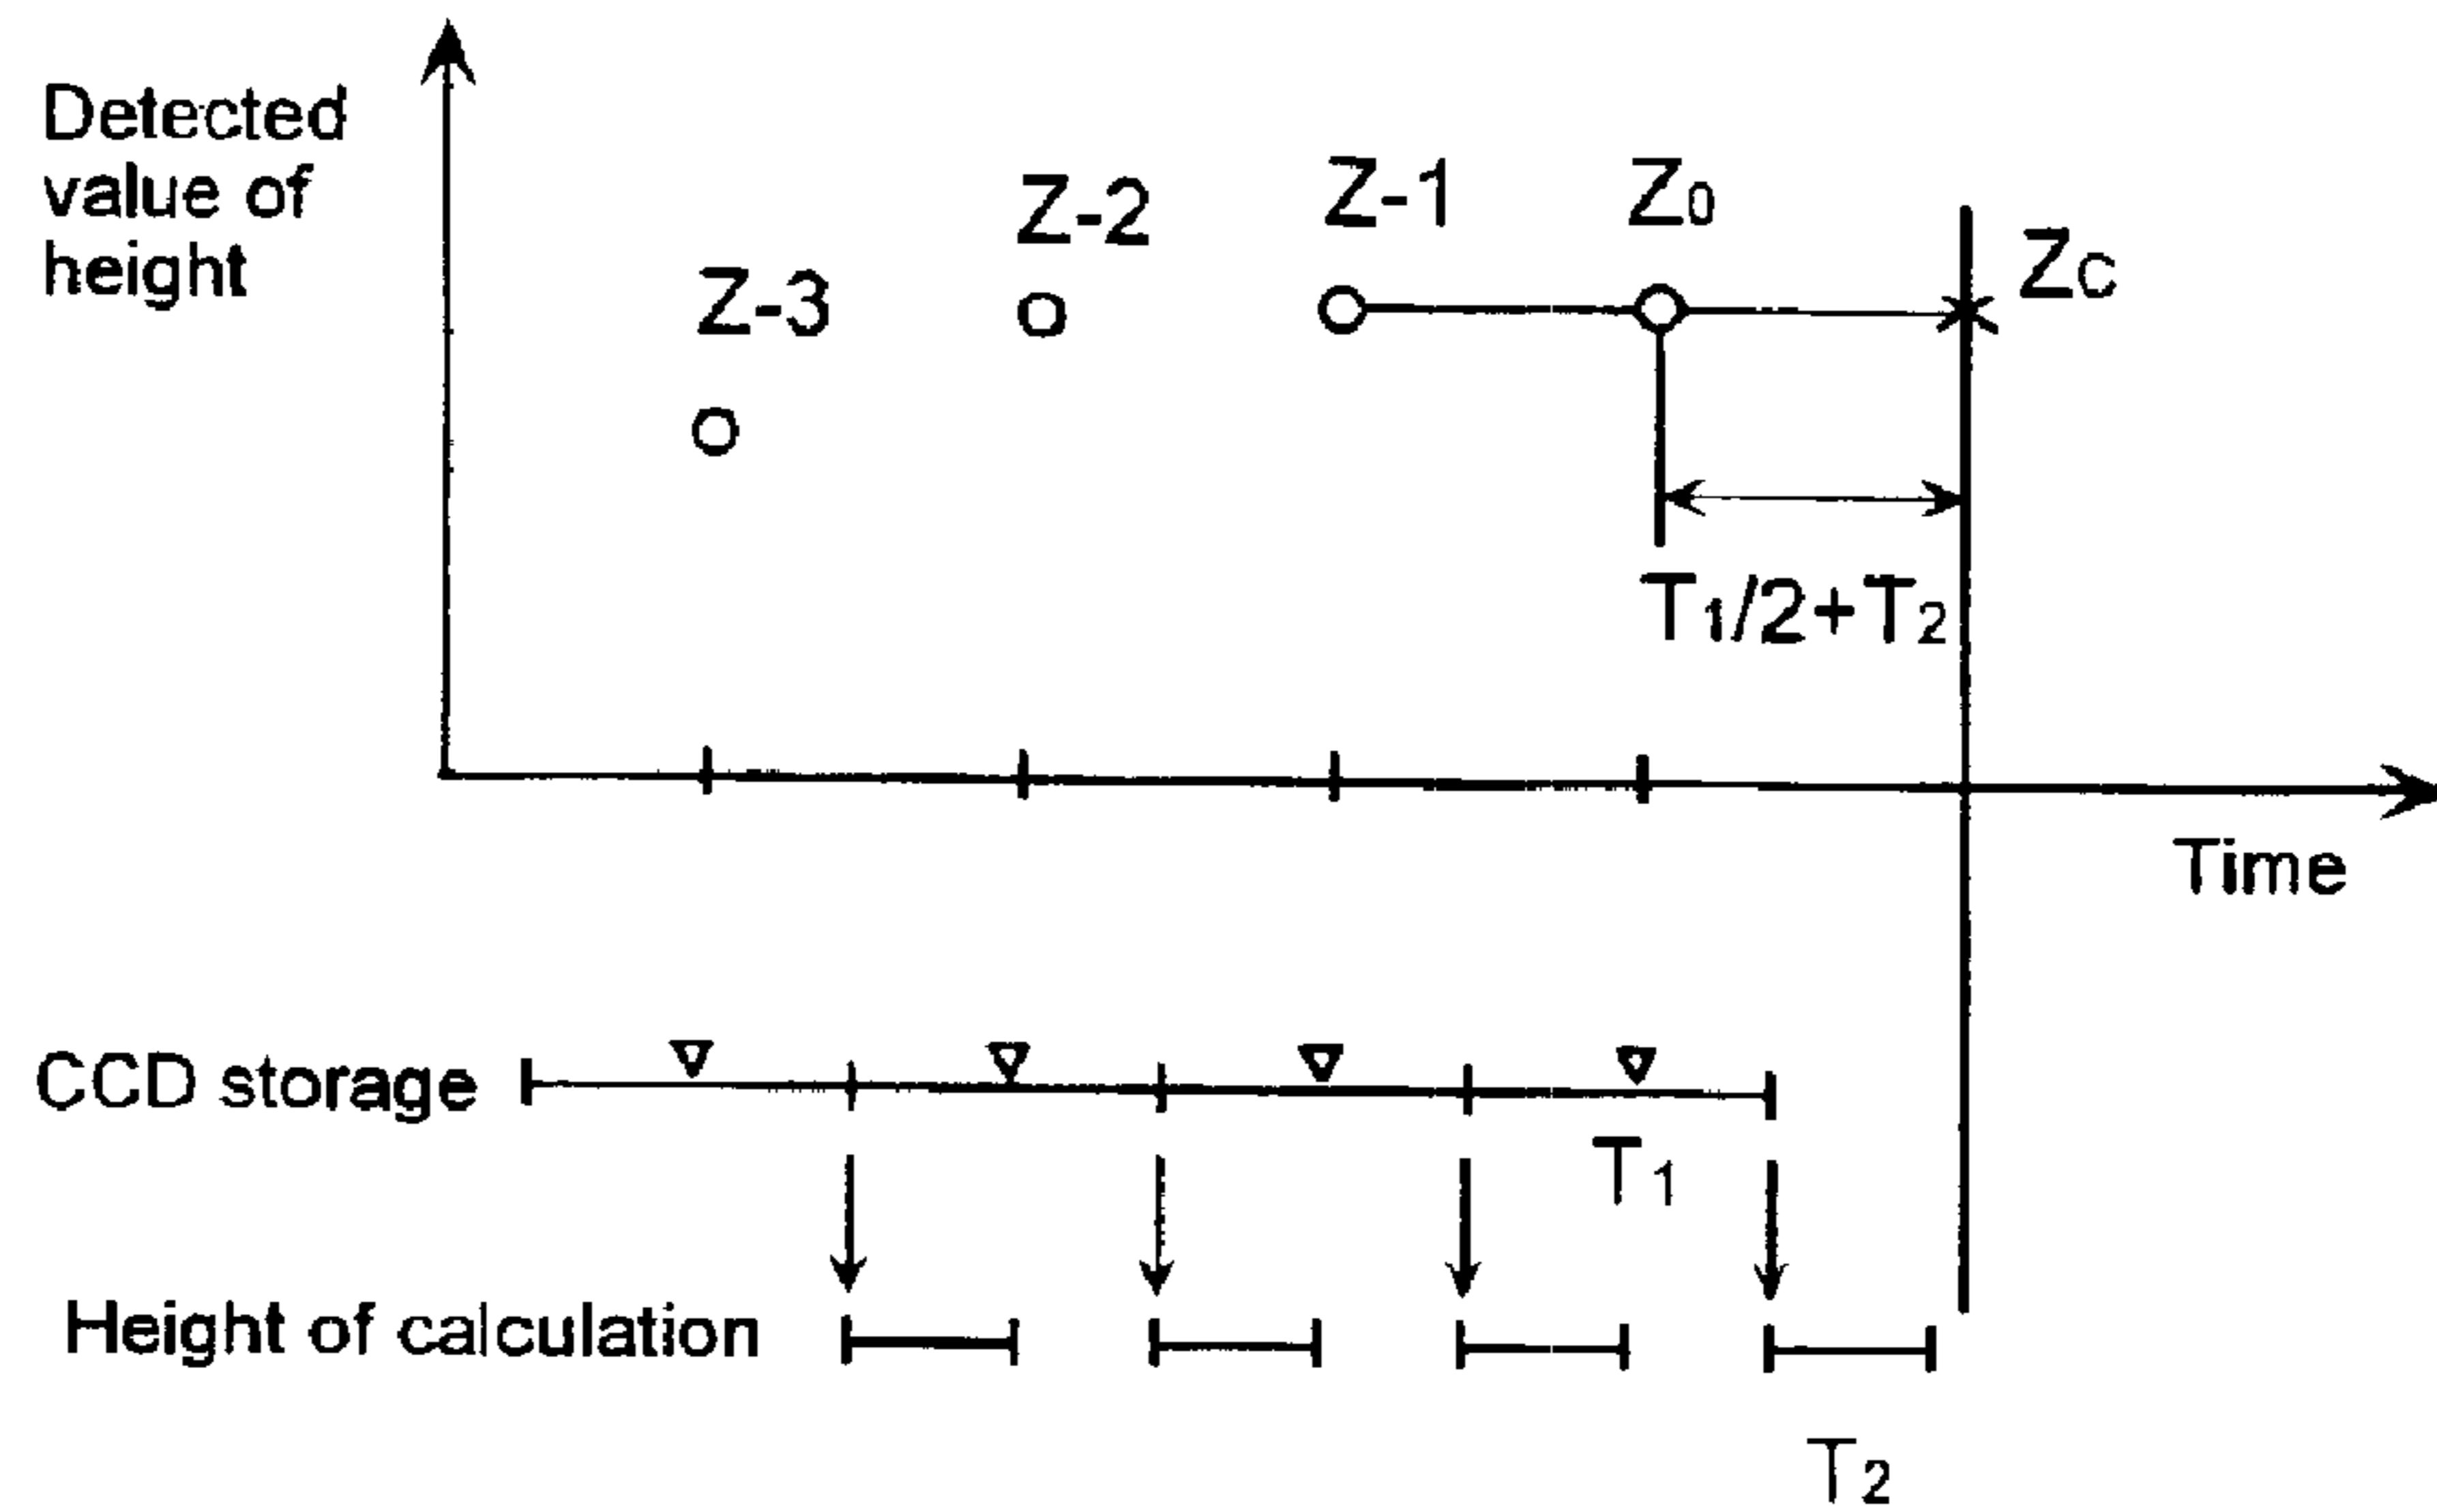 Detected
value of
height
Z-3
Z-2
Z-1
Z0
ZC
T1/2+T2
Time
CCD storage
T1
Height of calculation
T2